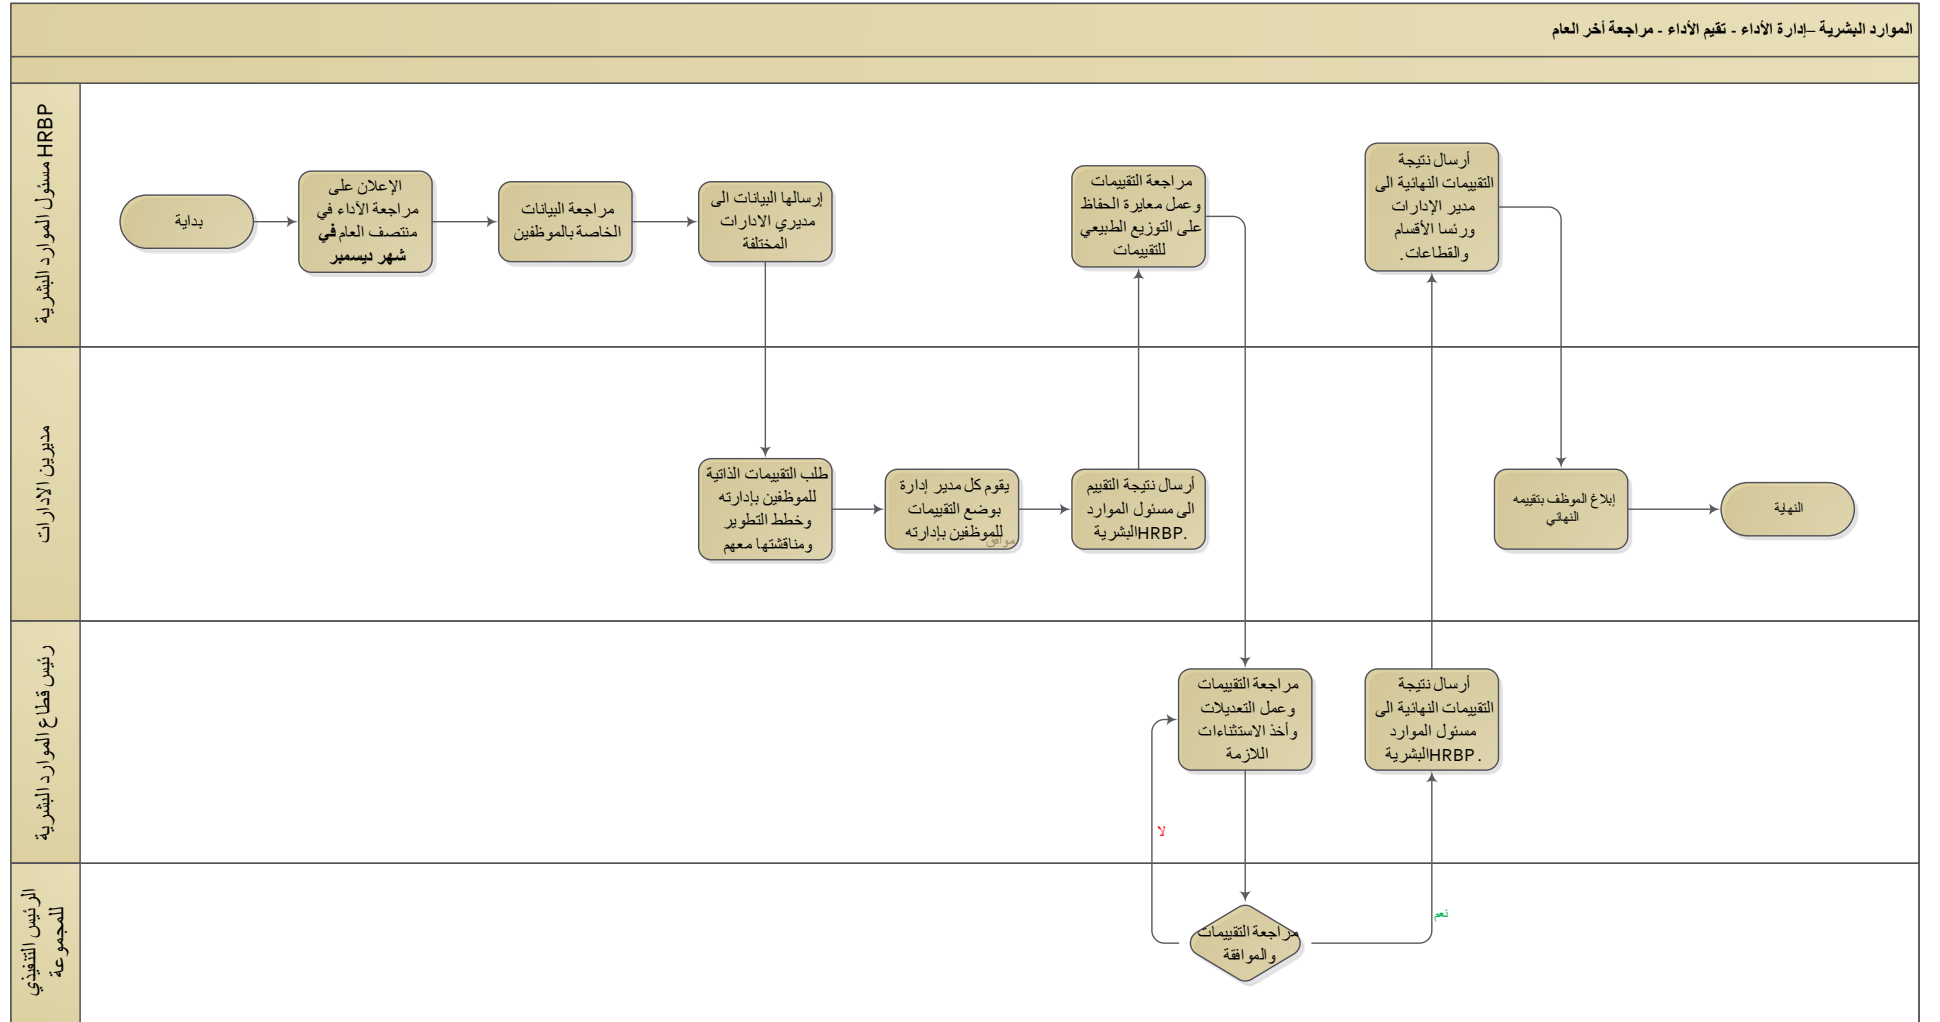 الموارد البشرية –إدارة الأداء - تقيم الأداء - مراجعة أخر العام
مسئول الموارد البشرية HRBP
بداية
الإعلان على
مراجعة الآداء في
منتصف العام في
شهر ديسمبر
مراجعة البيانات
الخاصة بالموظفين
إرسالها البيانات الى
مديري الادارات
المختلفة
مراجعة التقييمات
وعمل معايرة الحفاظ
على التوزيع الطبيعي
للتقييمات
أرسال نتيجة
التقييمات النهائية الى
مدير الإدارات
ورئسا الأقسام
والقطاعات.
مديرين الادارات
طلب التقييمات الذاتية
للموظفين بإدارته
وخطط التطوير
ومناقشتها معهم
يقوم كل مدير إدارة
بوضع التقييمات
للموظفين بإدارته
موافق
أرسال نتيجة التقييم
الى مسئول الموارد
البشريةHRBP.
إبلاغ الموظف بتقييمه
النهائي
النهاية
رئيس قطاع الموارد البشرية
مراجعة التقييمات
وعمل التعديلات
وأخذ الاستثناءات
اللازمة
أرسال نتيجة
التقييمات النهائية الى
مسئول الموارد
البشريةHRBP.
لا
الرئيس التنفيذي
للمجموعة
مراجعة التقييمات
والموافقة
نعم